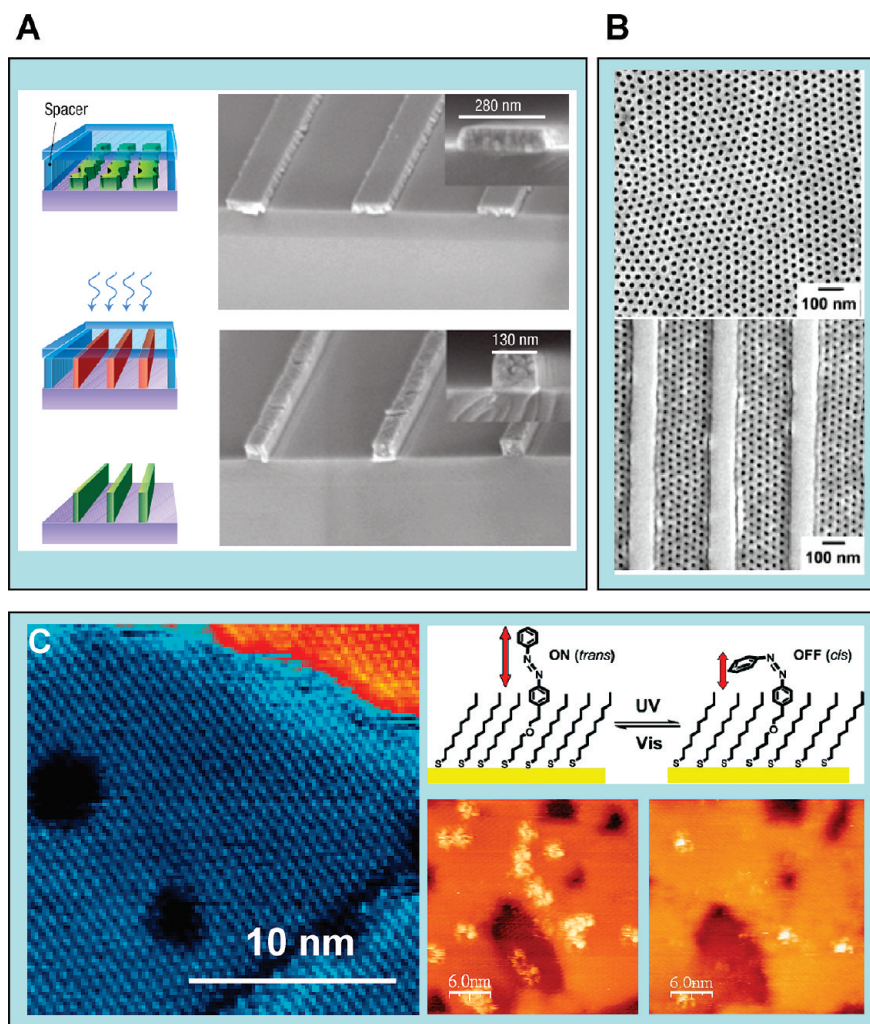 A
B
Spacer
280 nm
130 nm
100 nm
100 nm
C
10 nm
ON (trans)
OFF (cis)
UV
Vis
N
N
O
S S S S S S S
N
N
O
S S S S S S S
6.0nm
6.0nm